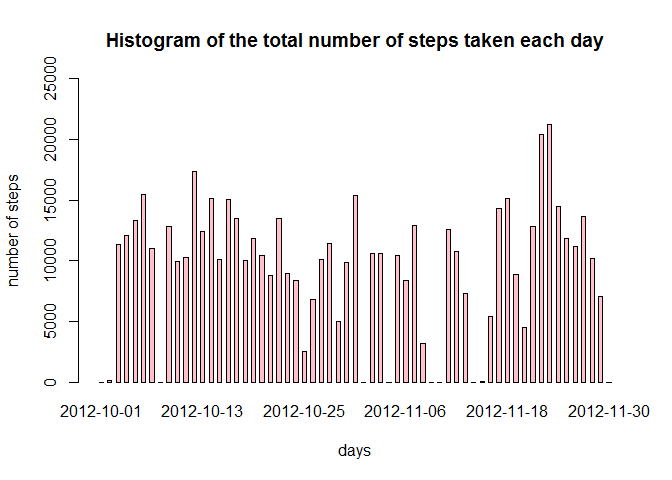 Histogram of the total number of steps taken each day
number of steps
25000
20000
15000
10000
5000
0
2012-10-01 2012-10-13 2012-10-25 2012-11-06 2012-11-18 2012-11-30
days